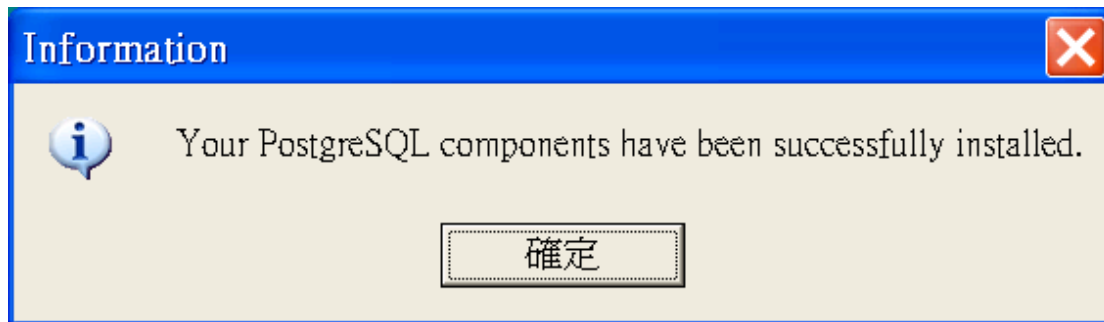 Information
Your PostgreSQL components have been successfully installed.
確定